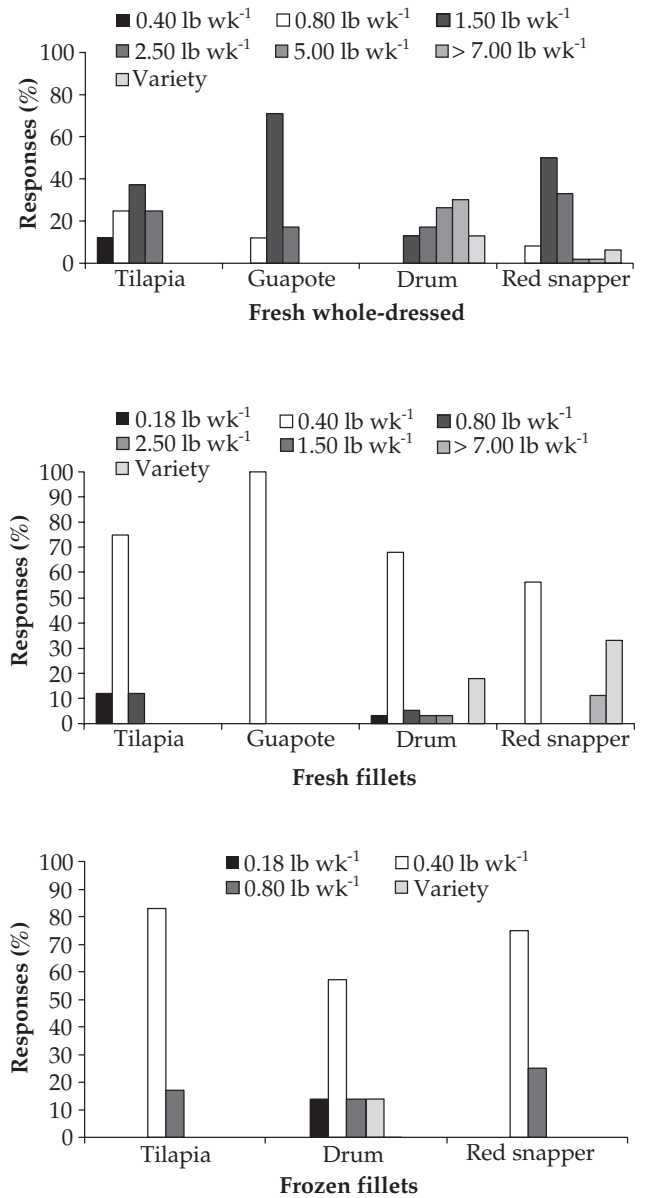 0.40 lb wk⁻¹ 0.80 lb wk⁻¹ 1.50 lb wk⁻¹
2.50 lb wk⁻¹ 5.00 lb wk⁻¹ > 7.00 lb wk⁻¹
Variety
Responses (%)
100
80
60
40
20
0
Tilapia Guapote Drum Red snapper
Fresh whole-dressed
0.18 lb wk⁻¹ 0.40 lb wk⁻¹ 0.80 lb wk⁻¹
2.50 lb wk⁻¹ 1.50 lb wk⁻¹ > 7.00 lb wk⁻¹
Variety
Responses (%)
100
90
80
70
60
50
40
30
20
10
0
Tilapia Guapote Drum Red snapper
Fresh fillets
0.18 lb wk⁻¹ 0.40 lb wk⁻¹
0.80 lb wk⁻¹ Variety
Responses (%)
100
90
80
70
60
50
40
30
20
10
0
Tilapia Drum Red snapper
Frozen fillets